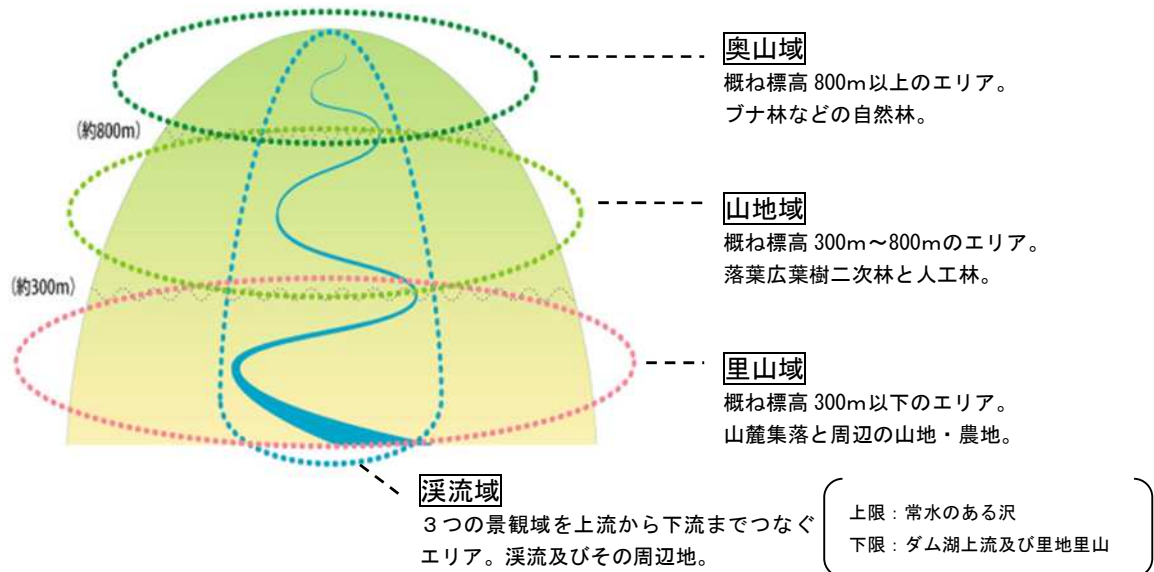 奥山域
概ね標高 800m以上のエリア。
ブナ林などの自然林。
(約800m)
山地域
概ね標高 300m～800mのエリア。
落葉広葉樹二次林と人工林。
(約300m)
里山域
概ね標高 300m以下のエリア。
山麓集落と周辺の山地・農地。
渓流域
３つの景観域を上流から下流までつなぐ
エリア。渓流及びその周辺地。
上限：常水のある沢
下限：ダム湖上流及び里地里山